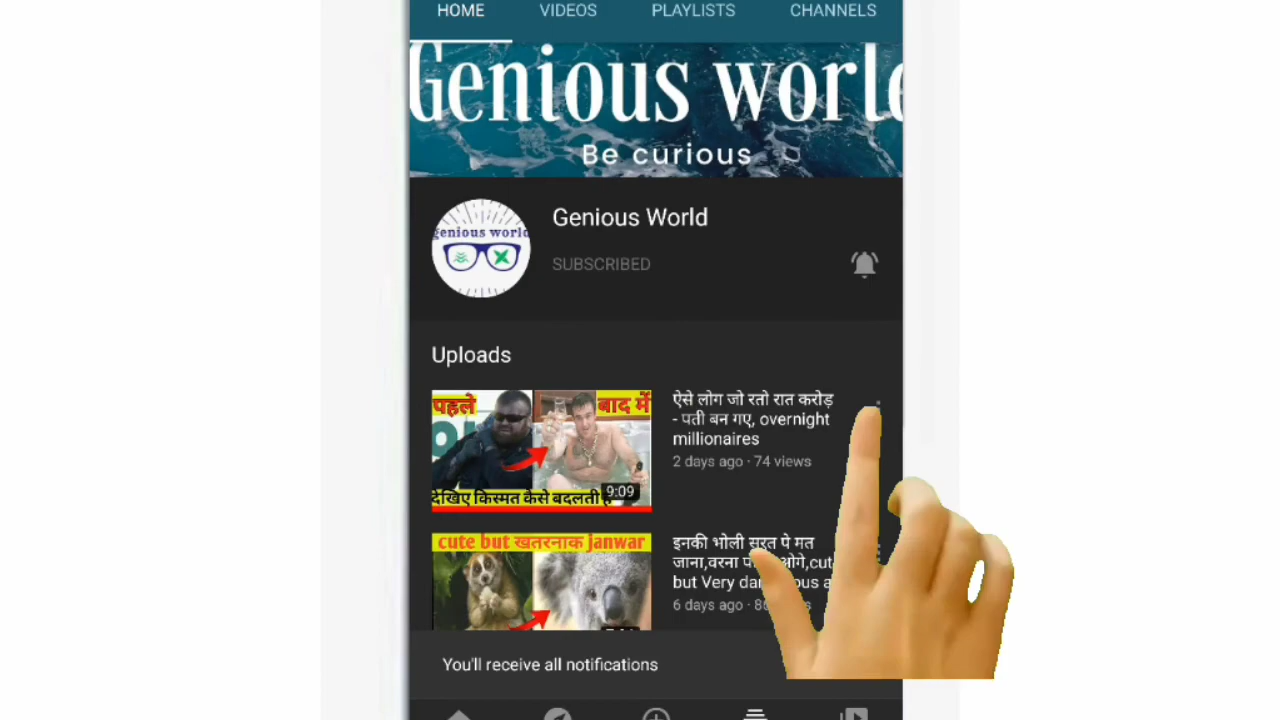 HOME VIDEOS PLAYLISTS CHANNELS
Genious world
Be curious
genious world
Genious World
SUBSCRIBED
Uploads
पहले
बाद में
देखिए किस्मत कैसे बदलती है
9:09
ऐसे लोग जो रतो रात करोड़
- पती बन गए, overnight
millionaires
2 days ago · 74 views
cute but खतरनाक janwar
इनकी भोली सूरत पे मत
जाना,वरना
but Very
6 days ago
You'll receive all notifications